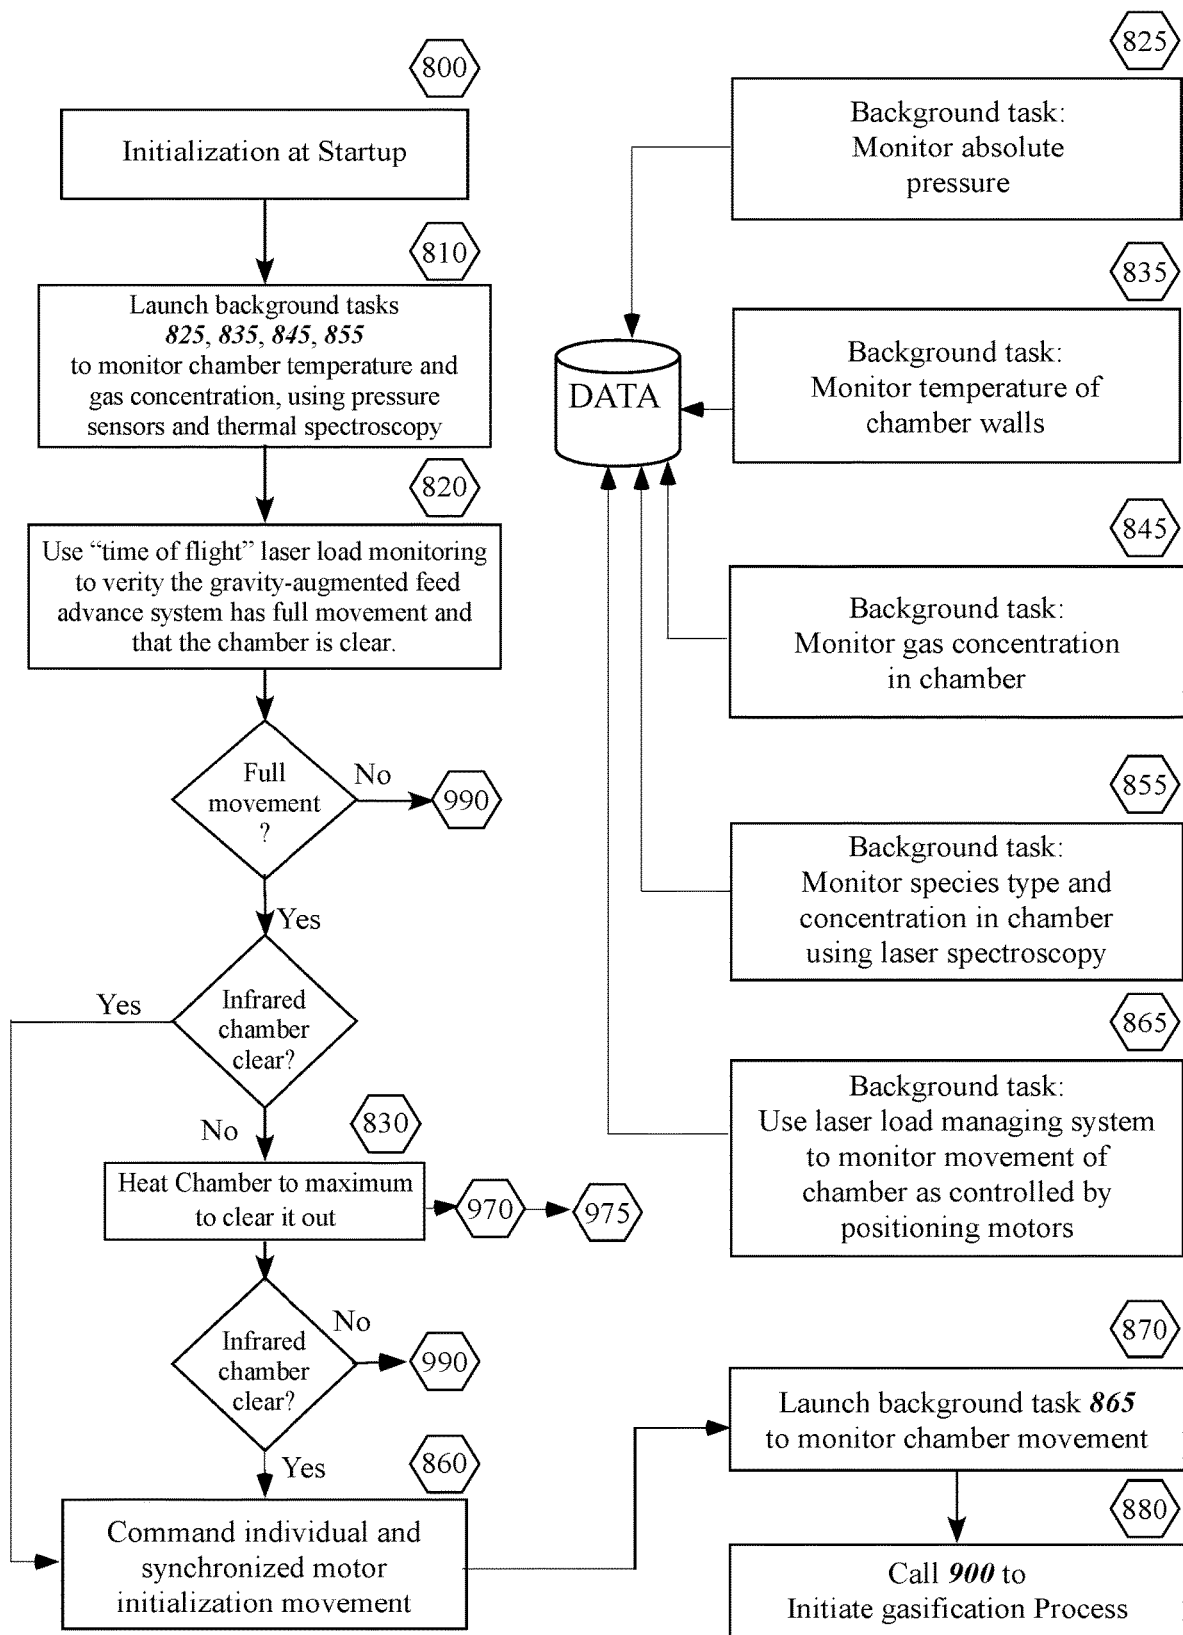 800
Initialization at Startup
810
Launch background tasks
825, 835, 845, 855
to monitor chamber temperature and
gas concentration, using pressure
sensors and thermal spectroscopy
820
Use “time of flight” laser load monitoring
to verity the gravity-augmented feed
advance system has full movement and
that the chamber is clear.
Full
movement
?
No
990
Yes
Infrared
chamber
clear?
Yes
No
830
Heat Chamber to maximum
to clear it out
970
975
Infrared
chamber
clear?
No
990
Yes
860
Command individual and
synchronized motor
initialization movement
825
Background task:
Monitor absolute
pressure
835
Background task:
Monitor temperature of
chamber walls
DATA
845
Background task:
Monitor gas concentration
in chamber
855
Background task:
Monitor species type and
concentration in chamber
using laser spectroscopy
865
Background task:
Use laser load managing system
to monitor movement of
chamber as controlled by
positioning motors
870
Launch background task 865
to monitor chamber movement
880
Call 900 to
Initiate gasification Process